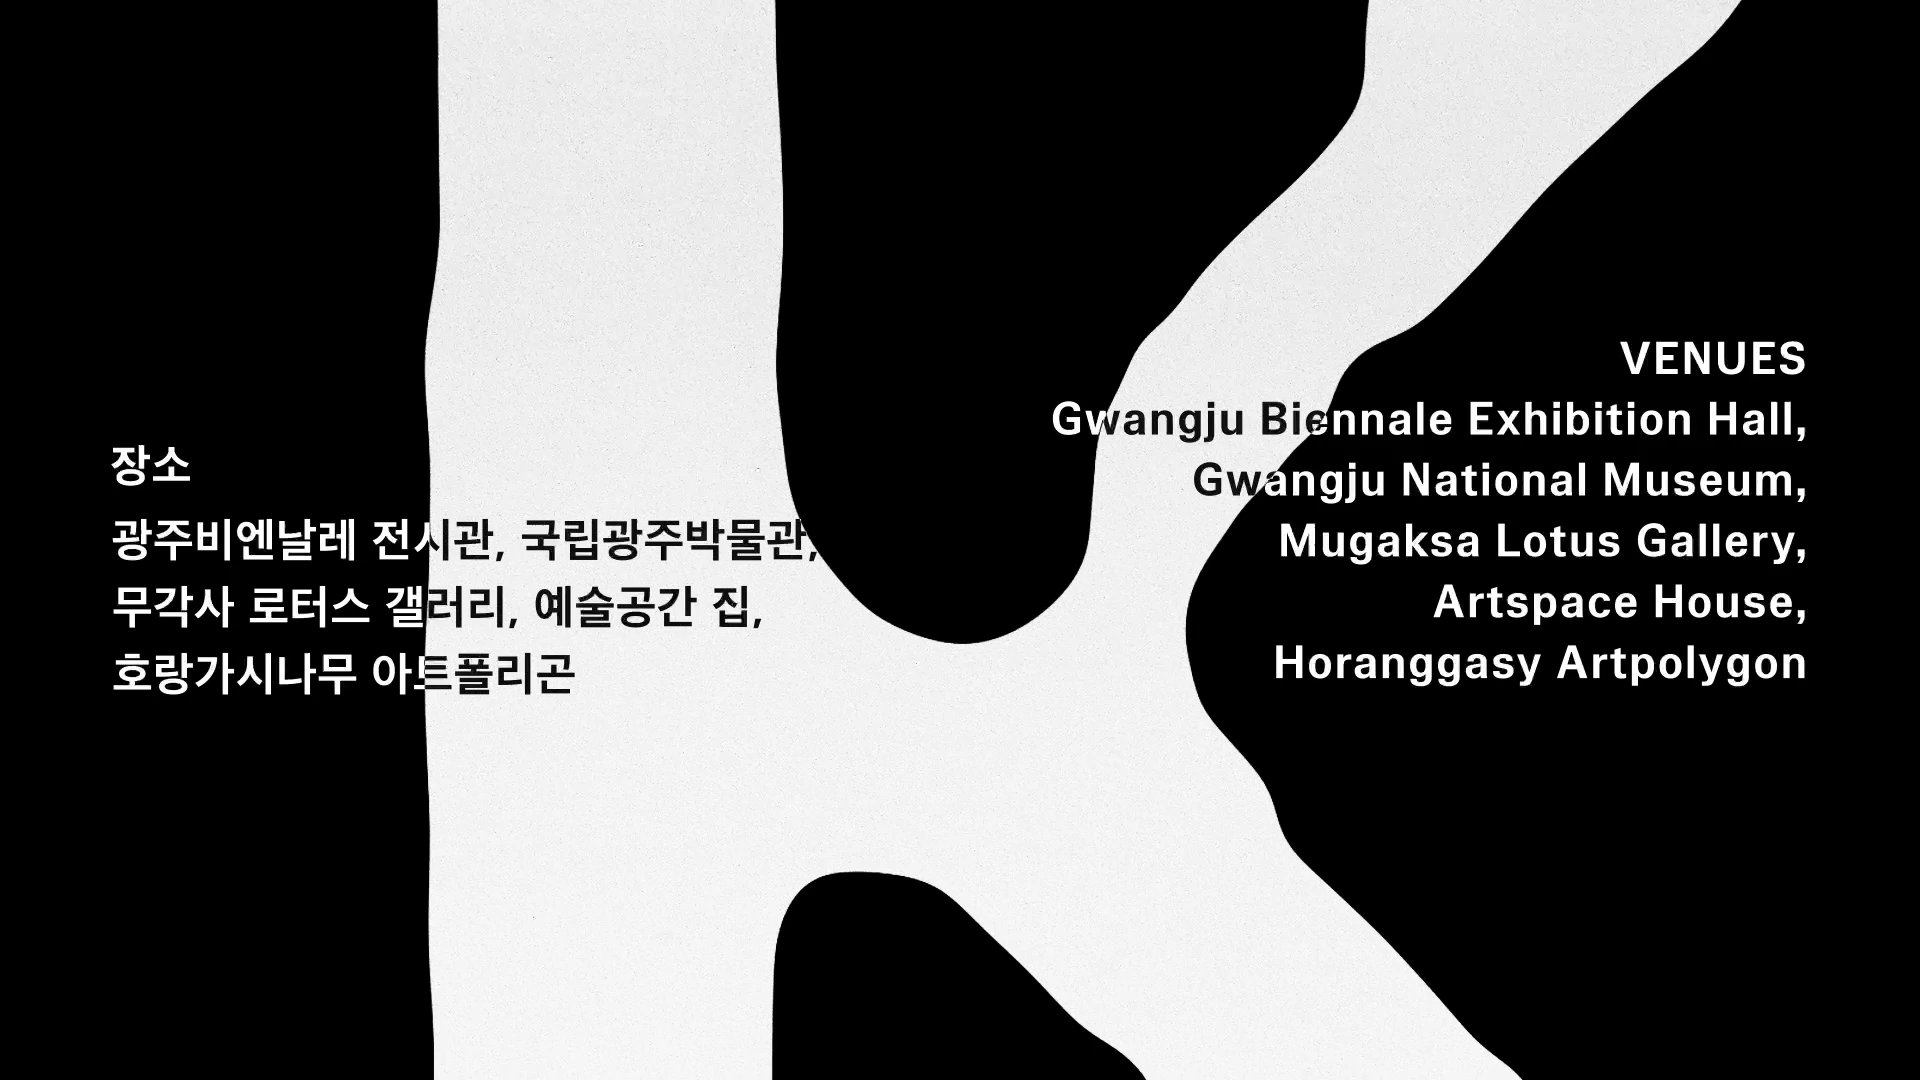 장소
광주비엔날레 전시관, 국립광주박물관,
무각사 로터스 갤러리, 예술공간 집,
호랑가시나무 아트폴리곤
VENUES
Gwangju Biennale Exhibition Hall,
Gwangju National Museum,
Mugaksa Lotus Gallery,
Artspace House,
Horanggasy Artpolygon